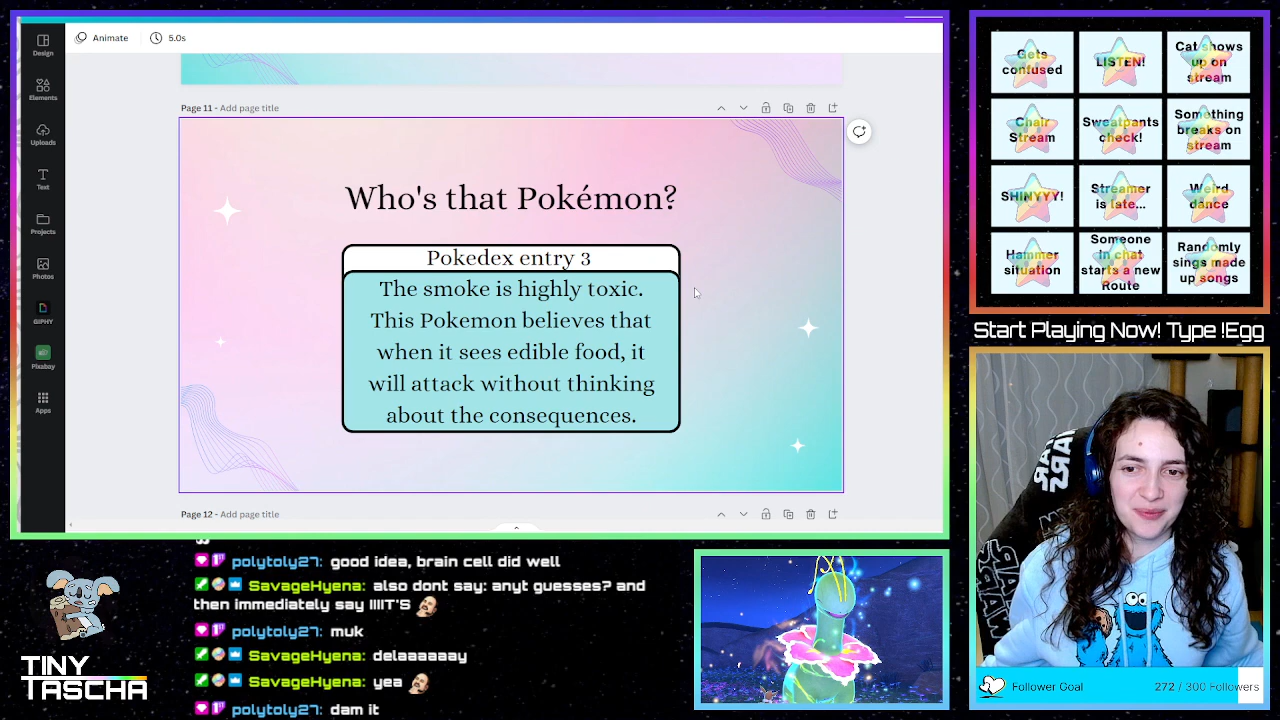 Animate
5.0s
Design
Elements
Uploads
Text
Projects
Photos
GIPHY
Pixabay
Apps
Page 11 - Add page title
Who's that Pokémon?
Pokedex entry 3
The smoke is highly toxic.
This Pokemon believes that
when it sees edible food, it
will attack without thinking
about the consequences.
Page 12 - Add page title
polytoly27: good idea, brain cell did well
SavageHyena: also dont say: anyt guesses? and
then immediately say IIIIT'S
polytoly27: muk
SavageHyena: delaaaaaay
SavageHyena: yea
polytoly27: dam it
TINY
TASCHA
Gets
confused
LISTEN!
Cat shows
up on
stream
Chair
Stream
Sweatpants
check!
Something
breaks on
stream
SHINYYY!
Streamer
is late...
Weird
dance
Hammer
situation
Someone
in chat
starts a new
Route
Randomly
sings made
up songs
Start Playing Now! Type !Egg
Follower Goal
272 / 300 Followers